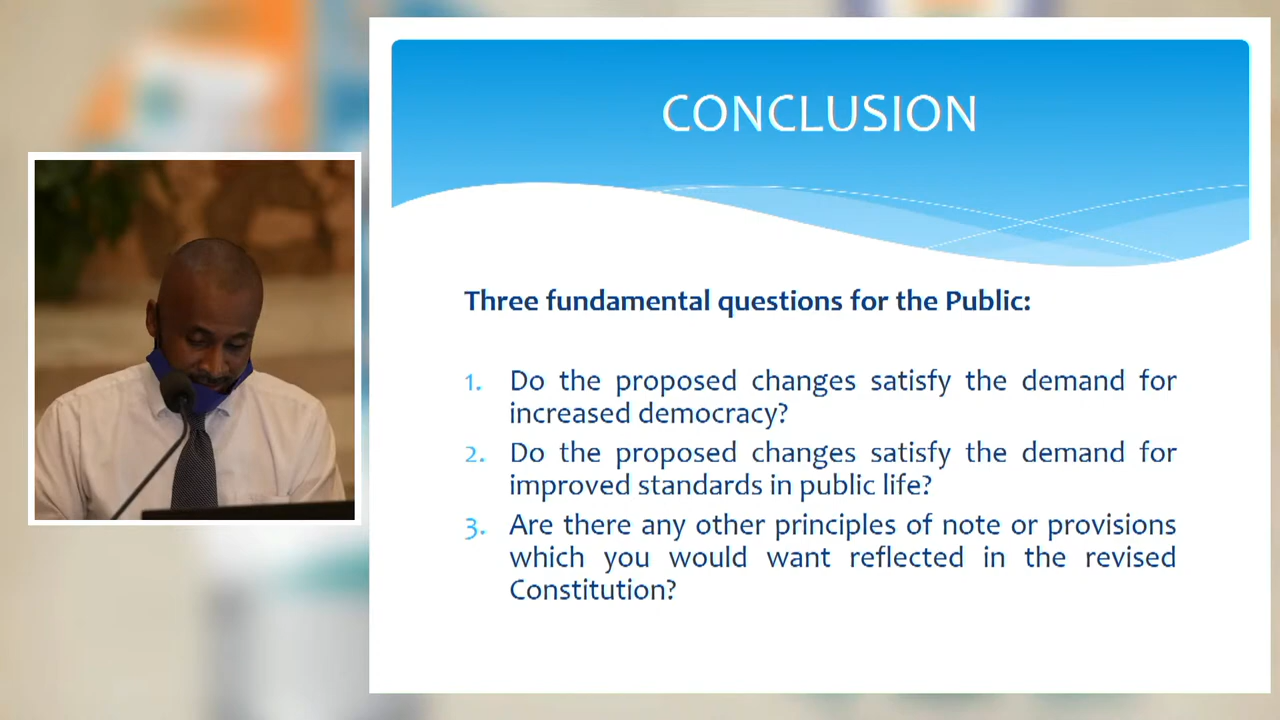 CONCLUSION
Three fundamental questions for the Public:
1. Do the proposed changes satisfy the demand for
increased democracy?
2. Do the proposed changes satisfy the demand for
improved standards in public life?
3. Are there any other principles of note or provisions
which you would want reflected in the revised
Constitution?